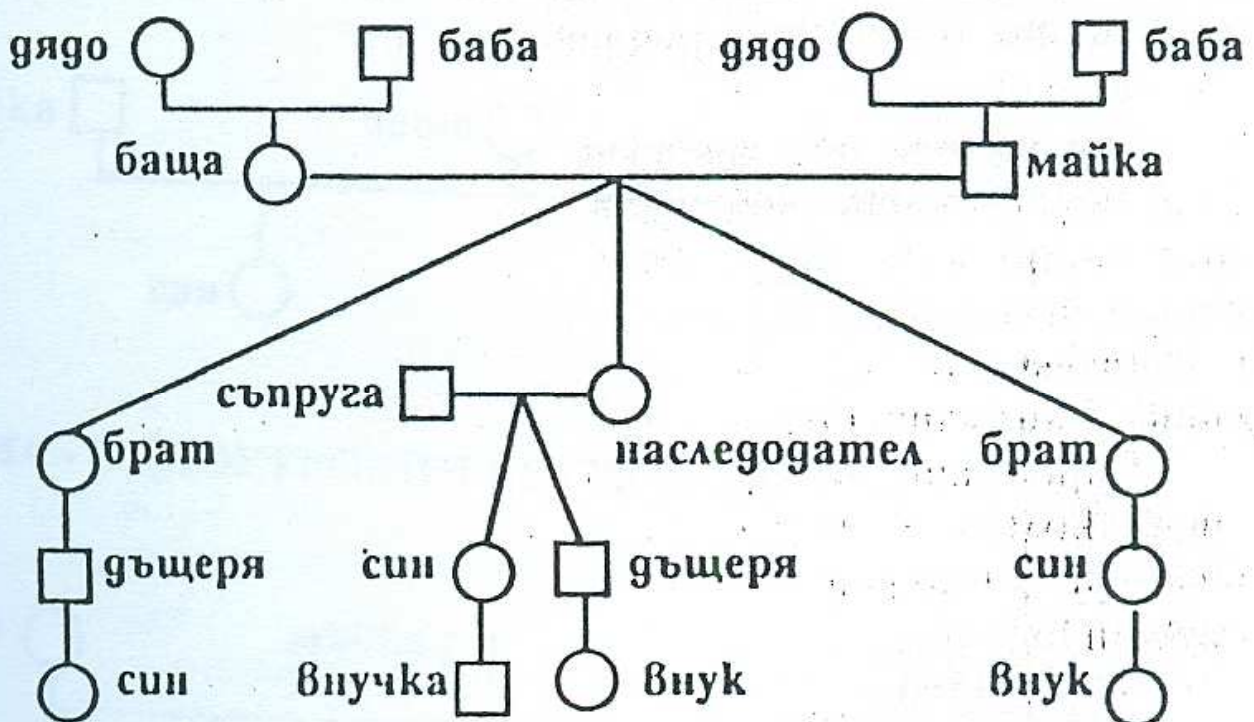 дядо баба дядо баба
баща майка
съпруга
брат наследодател брат
дъщеря син дъщеря син
син внучка внук внук